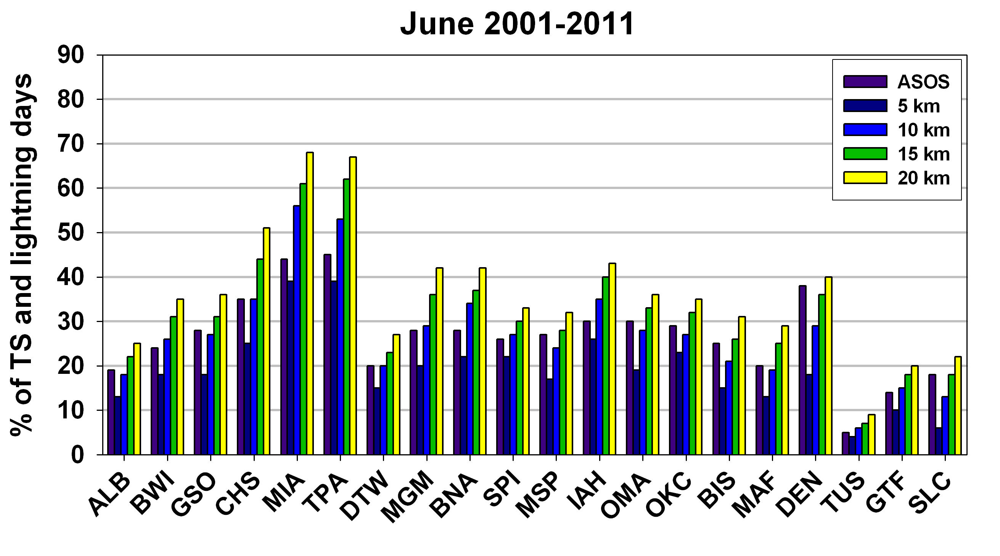 June 2001-2011
% of TS and lightning days
90
80
70
60
50
40
30
20
10
0
ASOS
5 km
10 km
15 km
20 km
ALB
BWI
GSO
CHS
MIA
TPA
DTW
MGM
BNA
SPI
MSP
IAH
OMA
OKC
BIS
MAF
DEN
TUS
GTF
SLC